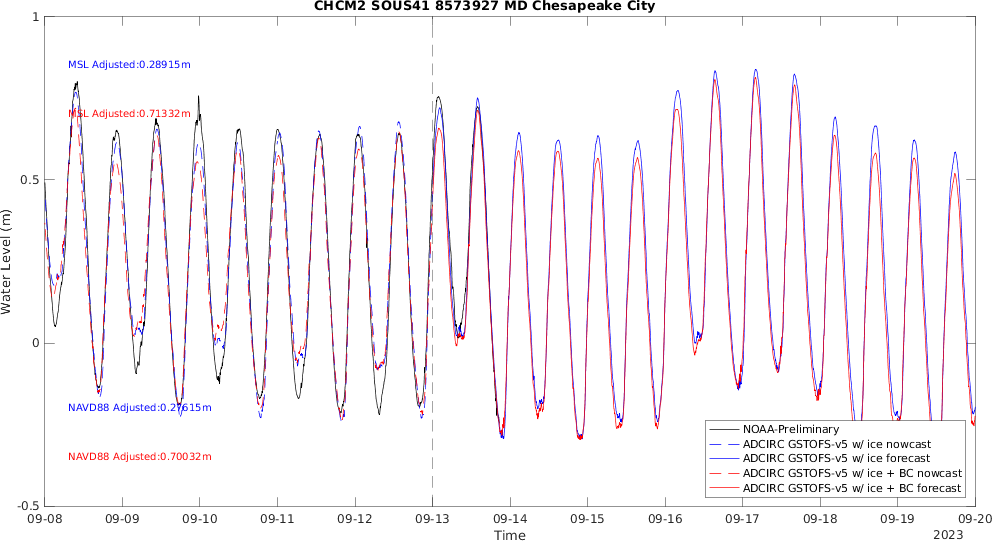 CHCM2 SOUS41 8573927 MD Chesapeake City
1
0.5
0
-0.5
Water Level (m)
MSL Adjusted:0.28915m
MSL Adjusted:0.71332m
NAVD88 Adjusted:0.27615m
NAVD88 Adjusted:0.70032m
NOAA-Preliminary
ADCIRC GSTOFS-v5 w/ ice nowcast
ADCIRC GSTOFS-v5 w/ ice forecast
ADCIRC GSTOFS-v5 w/ ice + BC nowcast
ADCIRC GSTOFS-v5 w/ ice + BC forecast
09-08 09-09 09-10 09-11 09-12 09-13 09-14 09-15 09-16 09-17 09-18 09-19 09-20
Time
2023